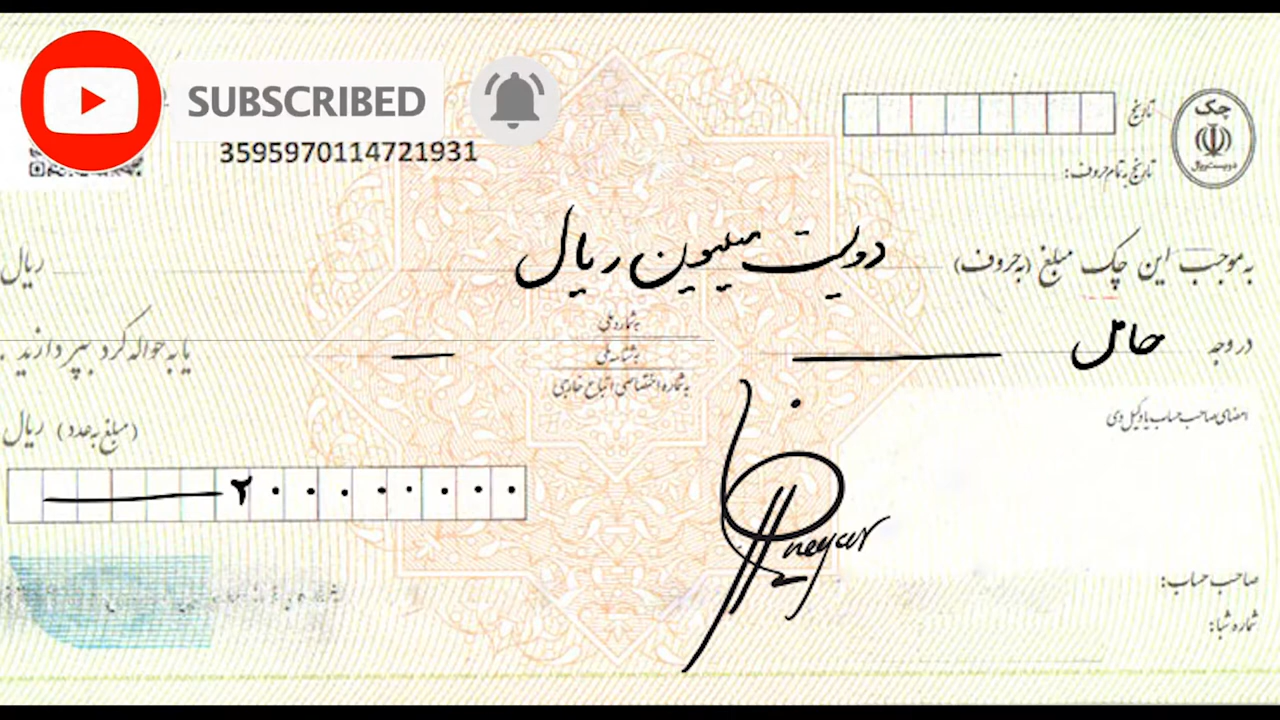 SUBSCRIBED
3595970114721931
چک
دویست ریال
تاریخ
تاریخ به تمام حروف:
به موجب این چک مبلغ (به حروف) دویست میلیون ریال ریال
در وجه حامل
به شماره ملی
به شناسه ملی
به شماره اختصاصی اتباع خارجی
یا به حواله کرد بپردازید.
امضای صاحب حساب یا وکیل وی
(مبلغ به عدد) ریال
۲۰۰۰۰۰۰۰۰
صاحب حساب:
شماره شبا: